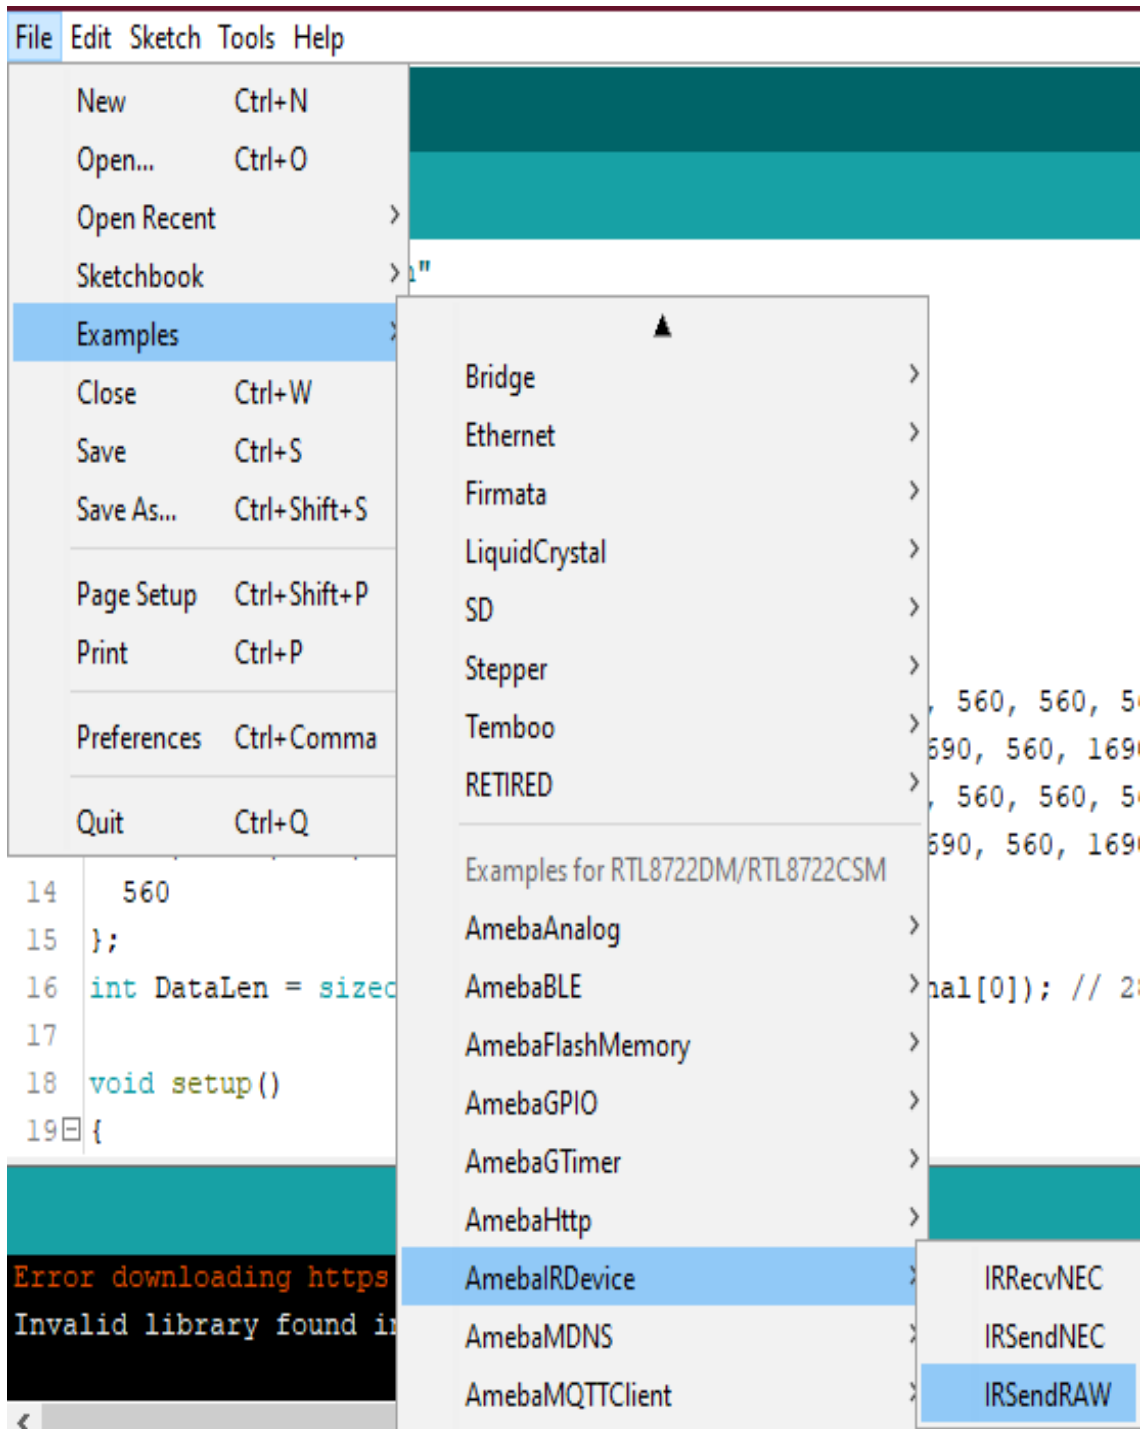 File Edit Sketch Tools Help
New Ctrl+N
Open... Ctrl+O
Open Recent
Sketchbook
Examples
Close Ctrl+W
Save Ctrl+S
Save As... Ctrl+Shift+S
Page Setup Ctrl+Shift+P
Print Ctrl+P
Preferences Ctrl+Comma
Quit Ctrl+Q
Bridge
Ethernet
Firmata
LiquidCrystal
SD
Stepper
Temboo
RETIRED
Examples for RTL8722DM/RTL8722CSM
AmebaAnalog
AmebaBLE
AmebaFlashMemory
AmebaGPIO
AmebaGTimer
AmebaHttp
AmebaIRDevice
AmebaMDNS
AmebaMQTTClient
IRRecvNEC
IRSendNEC
IRSendRAW
, 560, 560,
690, 560,
, 560, 560,
690, 560,
14 560
15 };
16 int DataLen = nal[0]); //
17
18 void setup()
19 {
Error downloading https
Invalid library found